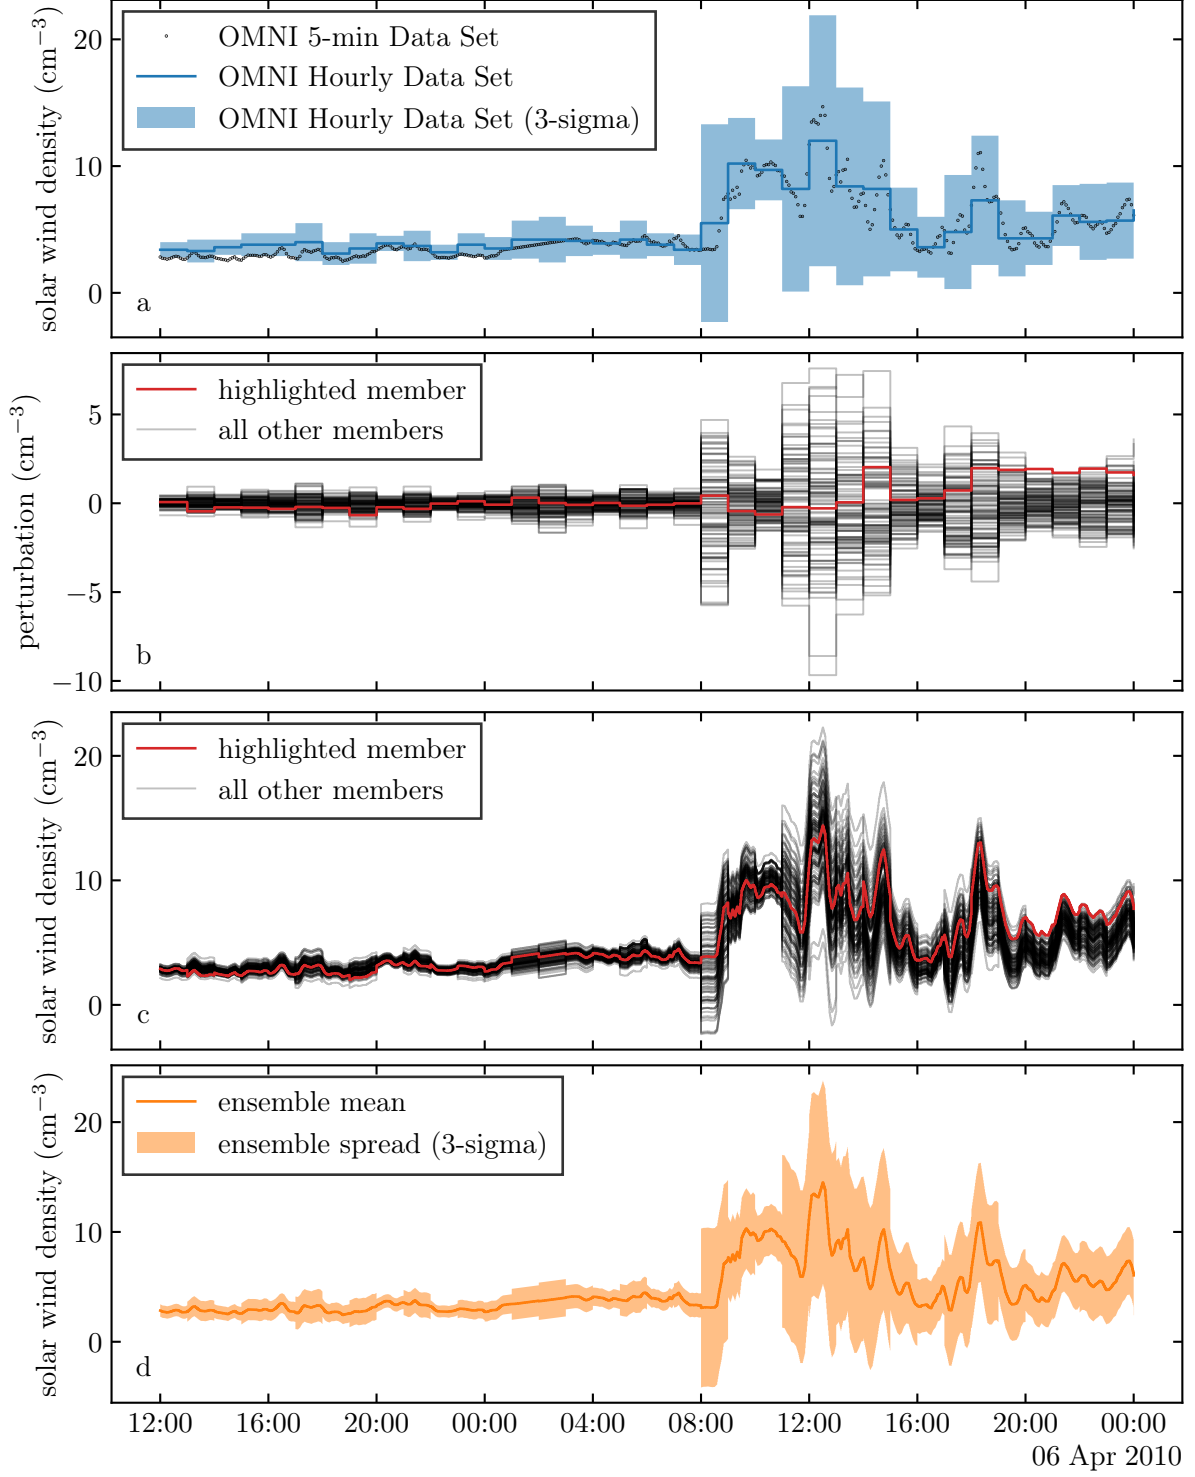 solar wind density (cm⁻³)
20
10
0
OMNI 5-min Data Set
OMNI Hourly Data Set
OMNI Hourly Data Set (3-sigma)
a
perturbation (cm⁻³)
5
0
−5
−10
highlighted member
all other members
b
solar wind density (cm⁻³)
20
10
0
highlighted member
all other members
c
solar wind density (cm⁻³)
20
10
0
ensemble mean
ensemble spread (3-sigma)
d
12:00 16:00 20:00 00:00 04:00 08:00 12:00 16:00 20:00 00:00
06 Apr 2010